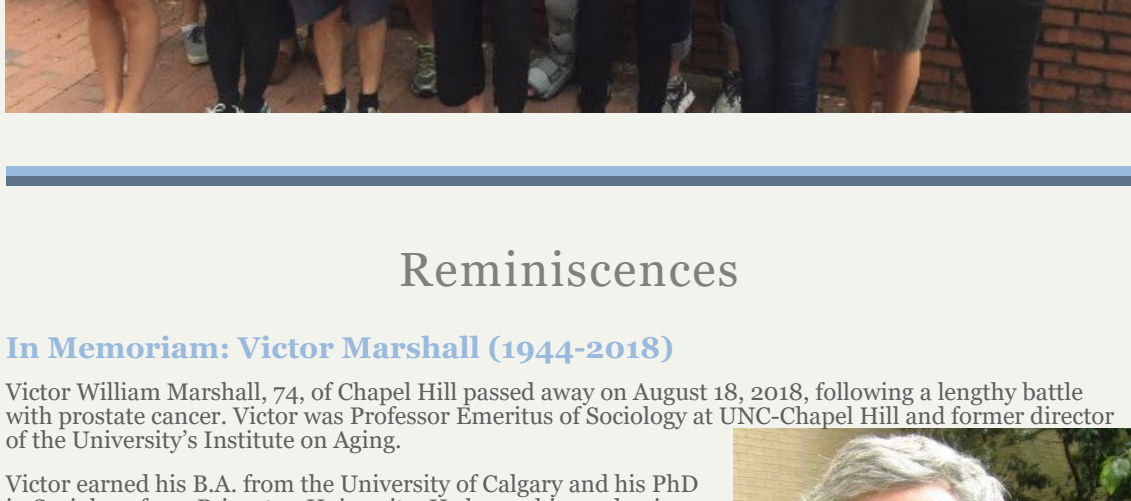 Reminiscences
In Memoriam: Victor Marshall (1944-2018)
Victor William Marshall, 74, of Chapel Hill passed away on August 18, 2018, following a lengthy battle
with prostate cancer. Victor was Professor Emeritus of Sociology at UNC-Chapel Hill and former director
of the University’s Institute on Aging.
Victor earned his B.A. from the University of Calgary and his PhD